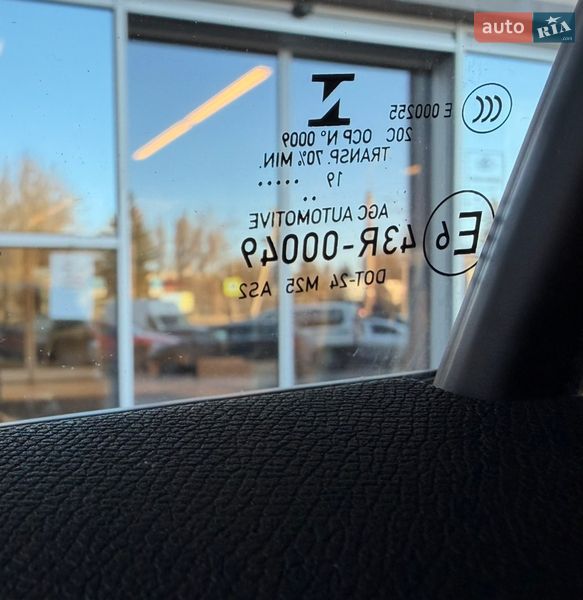 auto RIA .com
E 000255
20C OCP N° 0009
TRANSP. 70% MIN.
19
AGC AUTOMOTIVE
E6 43R-00049
DOT-24 M25 AS2